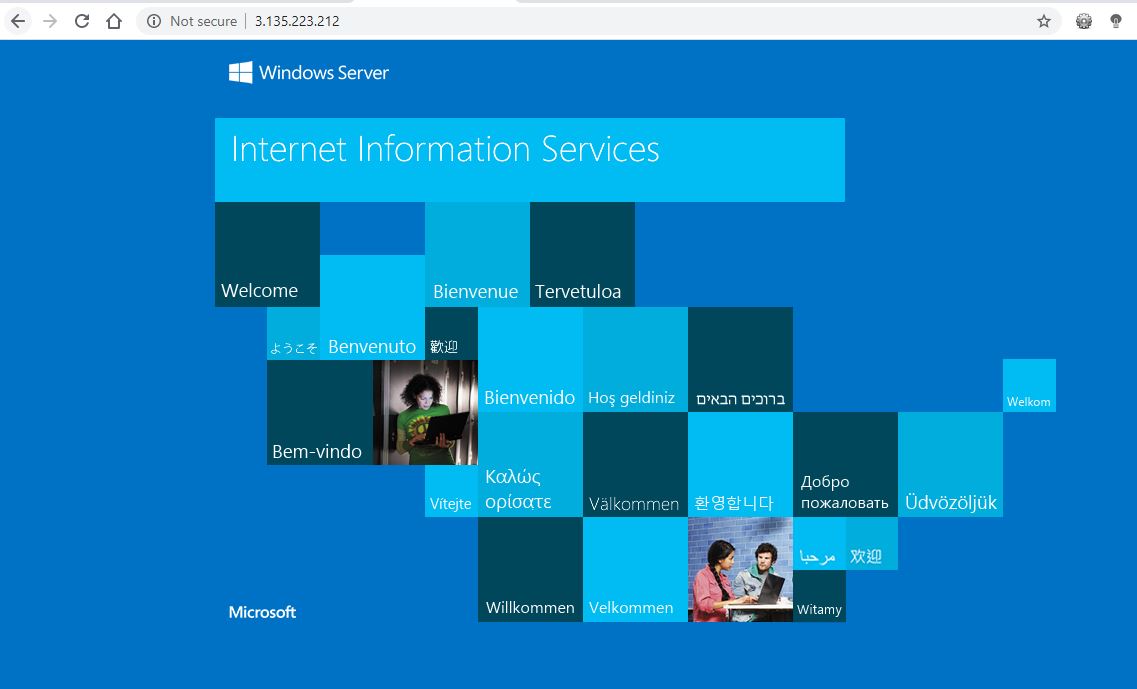 Not secure | 3.135.223.212
Windows Server
Internet Information Services
Welcome
Bienvenue
Tervetuloa
ようこそ
Benvenuto
歡迎
Bienvenido
Hoş geldiniz
ברוכים הבאים
Welkom
Bem-vindo
Vítejte
Καλώς
ορίσατε
Välkommen
환영합니다
Добро
пожаловать
Üdvözöljük
Willkommen
Velkommen
مرحبا
欢迎
Witamy
Microsoft